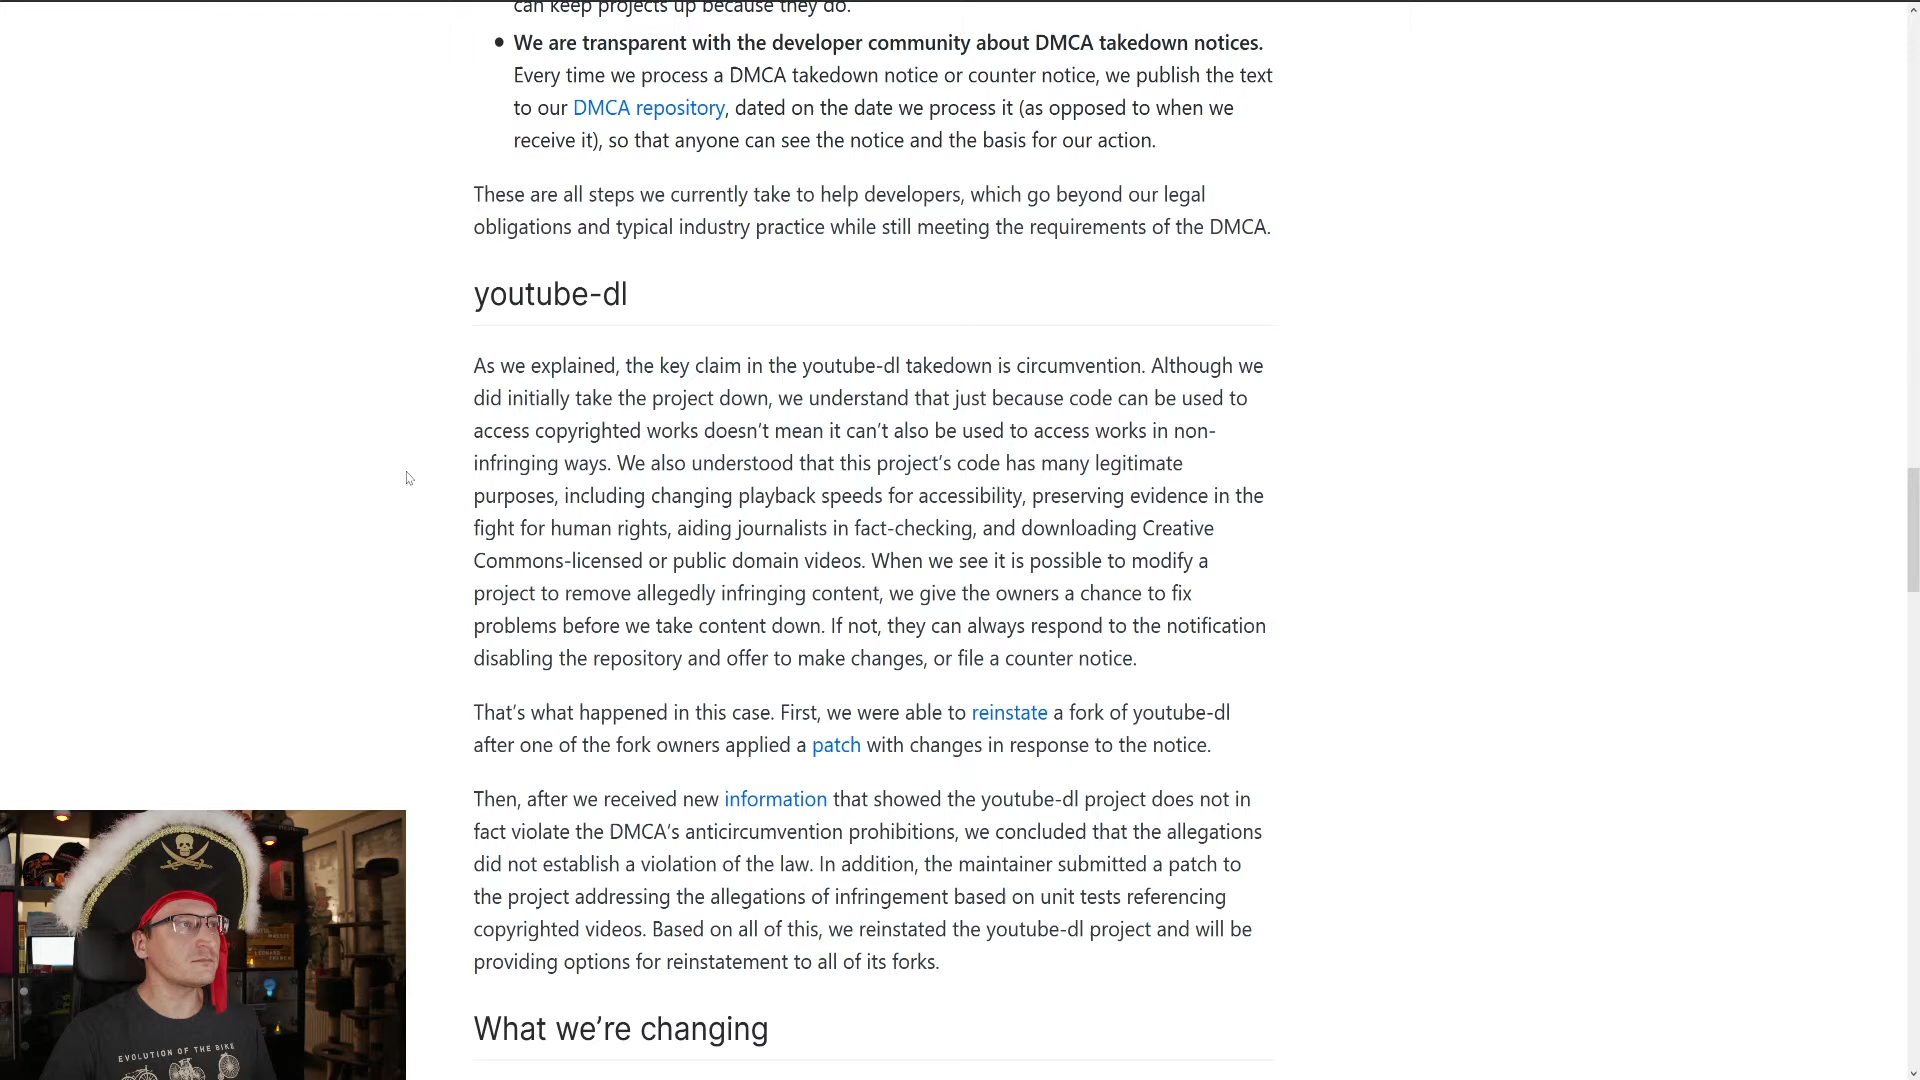 can keep projects up because they do.
We are transparent with the developer community about DMCA takedown notices.
Every time we process a DMCA takedown notice or counter notice, we publish the text
to our DMCA repository, dated on the date we process it (as opposed to when we
receive it), so that anyone can see the notice and the basis for our action.
These are all steps we currently take to help developers, which go beyond our legal
obligations and typical industry practice while still meeting the requirements of the DMCA.
youtube-dl
As we explained, the key claim in the youtube-dl takedown is circumvention. Although we
did initially take the project down, we understand that just because code can be used to
access copyrighted works doesn’t mean it can’t also be used to access works in non-
infringing ways. We also understood that this project’s code has many legitimate
purposes, including changing playback speeds for accessibility, preserving evidence in the
fight for human rights, aiding journalists in fact-checking, and downloading Creative
Commons-licensed or public domain videos. When we see it is possible to modify a
project to remove allegedly infringing content, we give the owners a chance to fix
problems before we take content down. If not, they can always respond to the notification
disabling the repository and offer to make changes, or file a counter notice.
That’s what happened in this case. First, we were able to reinstate a fork of youtube-dl
after one of the fork owners applied a patch with changes in response to the notice.
Then, after we received new information that showed the youtube-dl project does not in
fact violate the DMCA’s anticircumvention prohibitions, we concluded that the allegations
did not establish a violation of the law. In addition, the maintainer submitted a patch to
the project addressing the allegations of infringement based on unit tests referencing
copyrighted videos. Based on all of this, we reinstated the youtube-dl project and will be
providing options for reinstatement to all of its forks.
What we’re changing
EVOLUTION OF THE BIKE